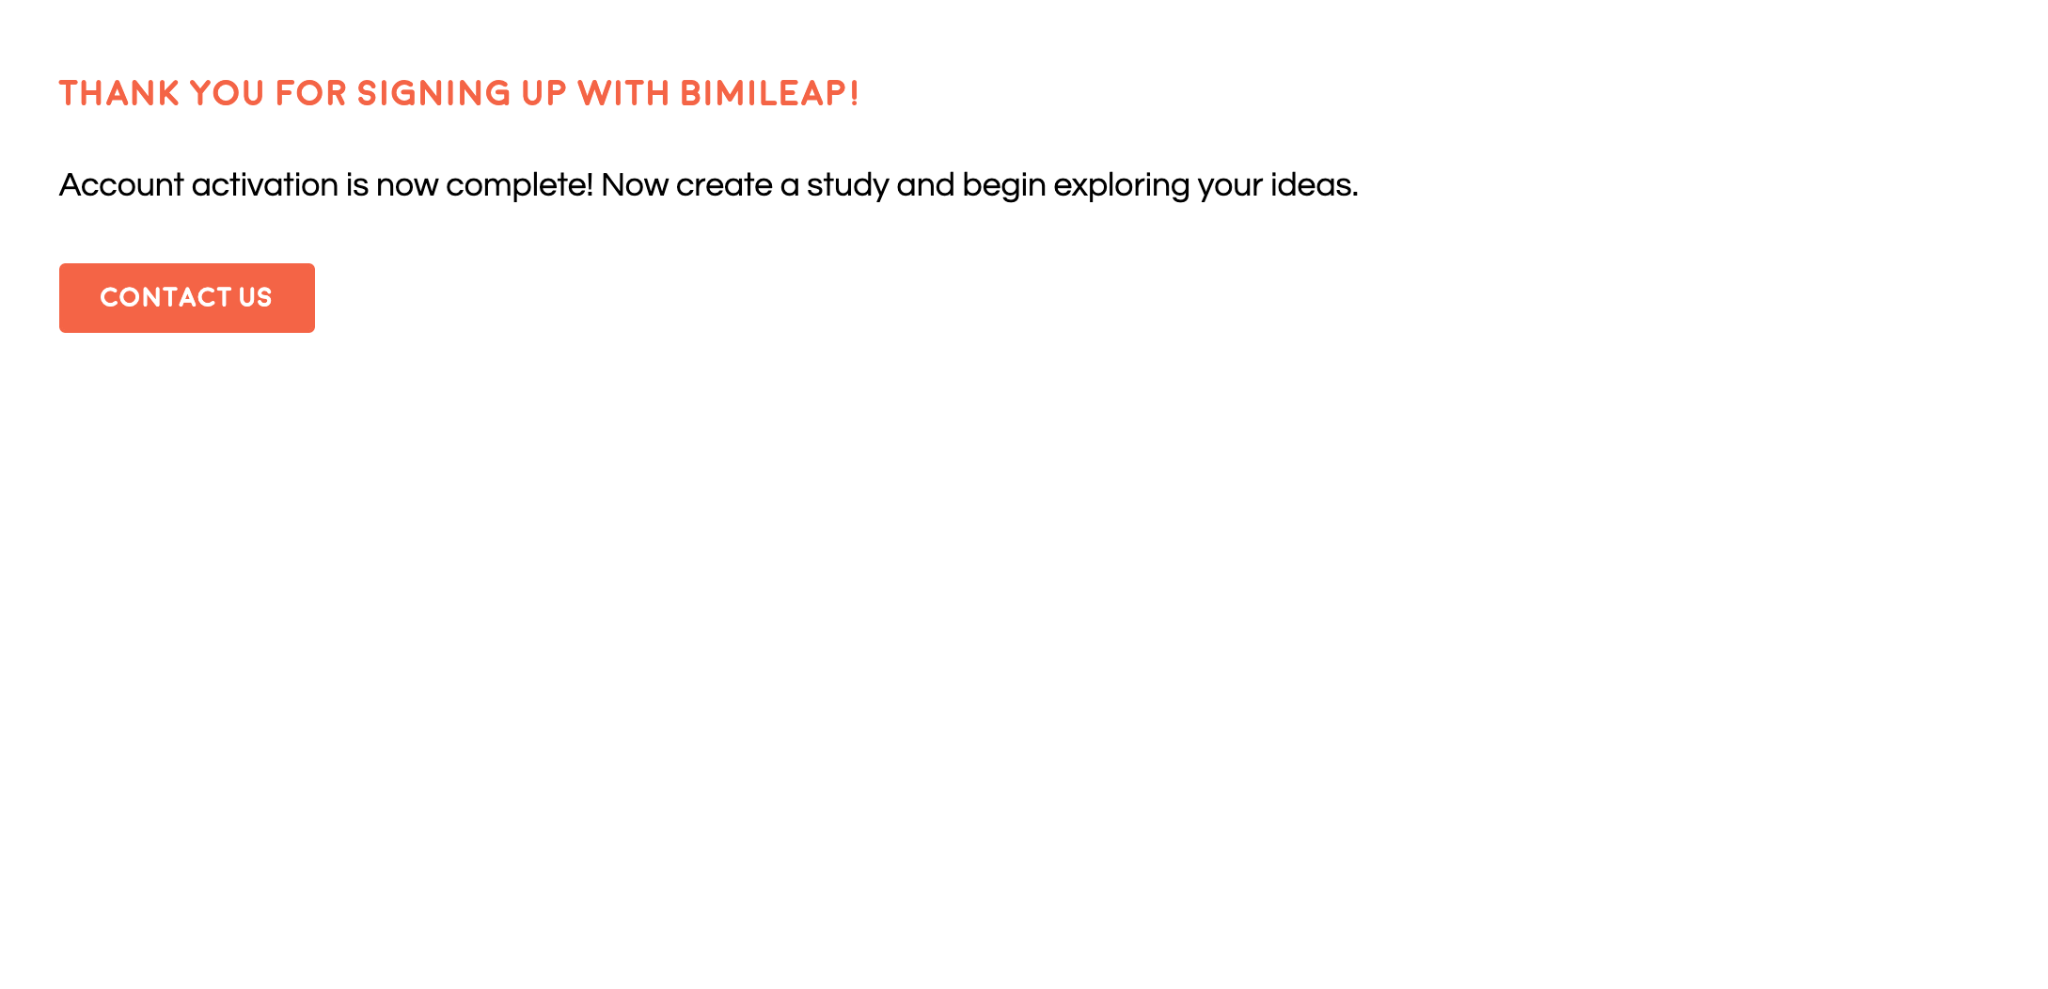 THANK YOU FOR SIGNING UP WITH BIMILEAP!
Account activation is now complete! Now create a study and begin exploring your ideas.
CONTACT US